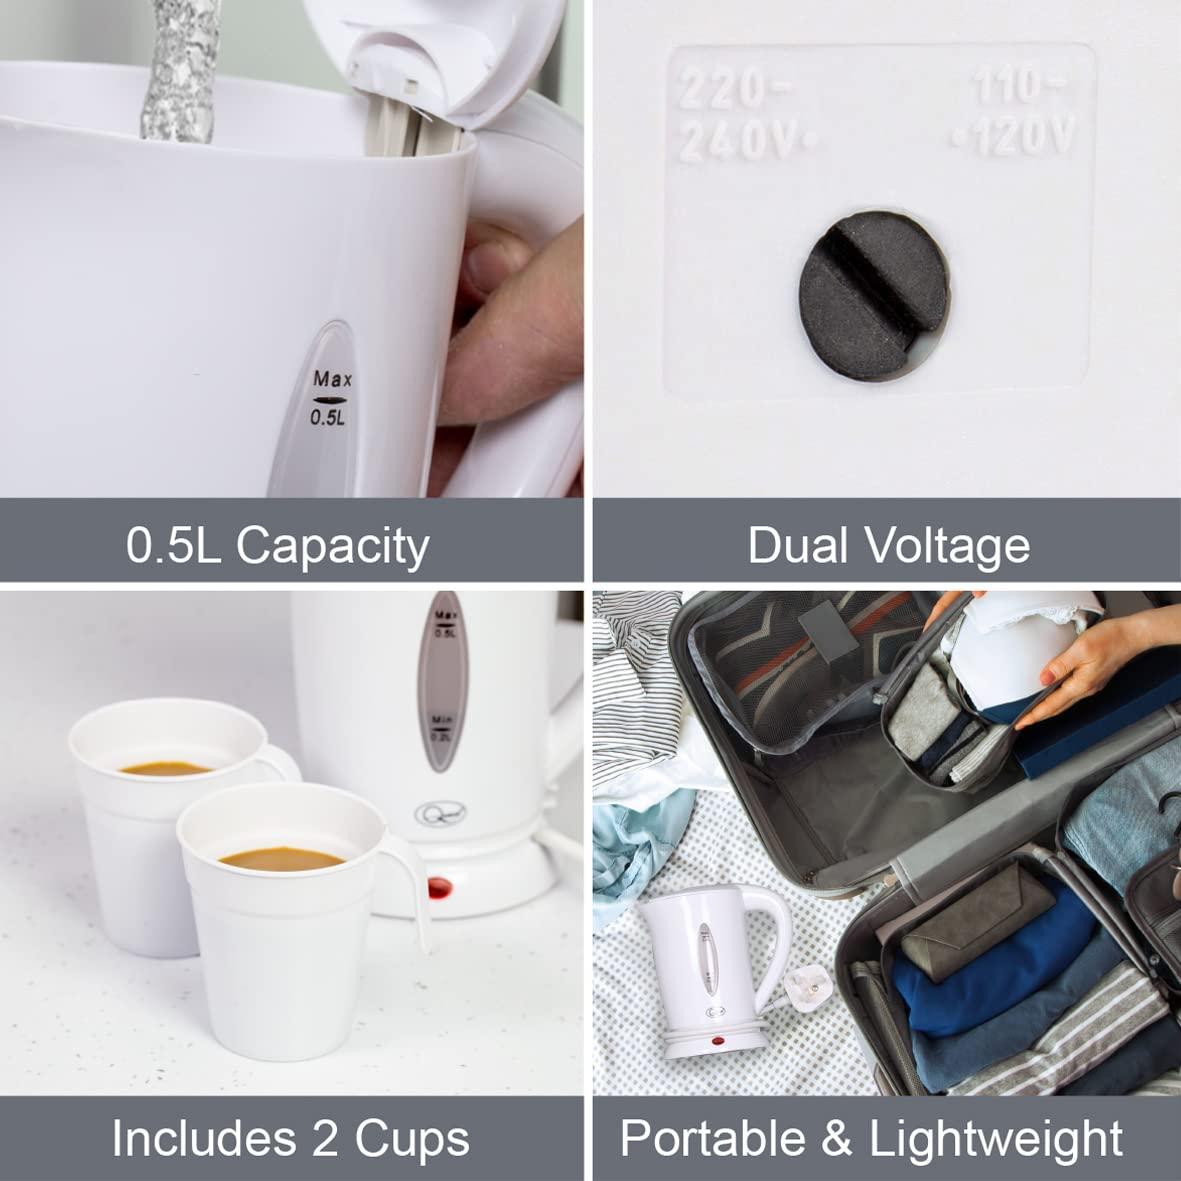 Max
0.5L
0.5L Capacity
220-
240V•
110-
•120V
Dual Voltage
Max
0.5L
Min
0.2L
Includes 2 Cups
Portable & Lightweight